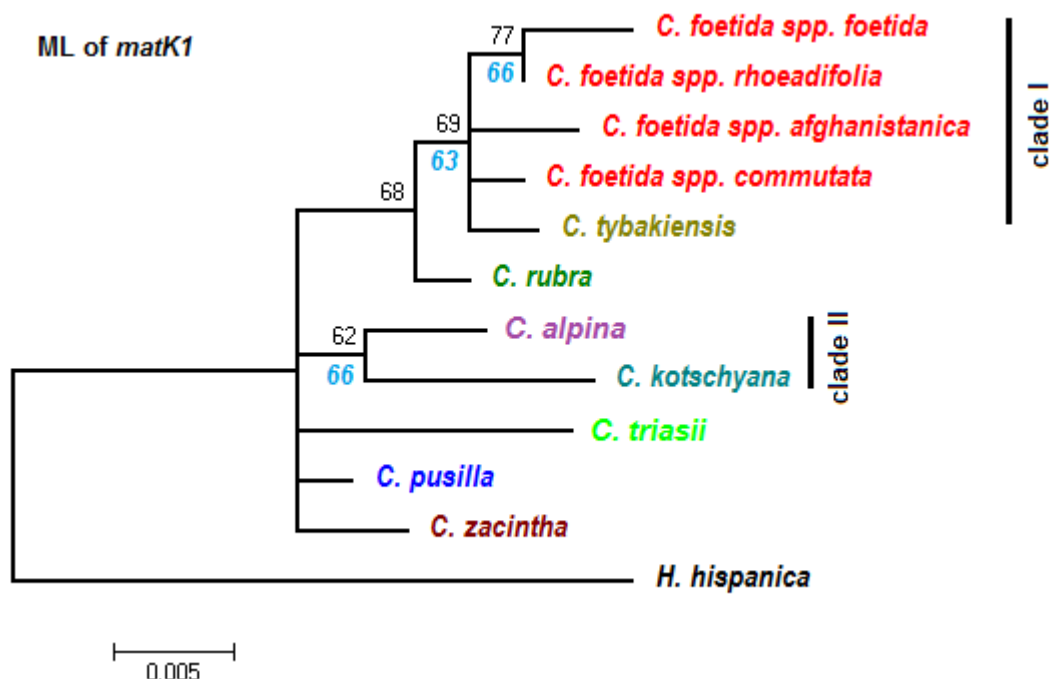 ML of matK1
77
C. foetida spp. foetida
66
C. foetida spp. rhoeadifolia
69
C. foetida spp. afghanistanica
63
C. foetida spp. commutata
clade I
68
C. tybakiensis
C. rubra
62
C. alpina
66
C. kotschyana
clade II
C. triasii
C. pusilla
C. zacintha
H. hispanica
0.005